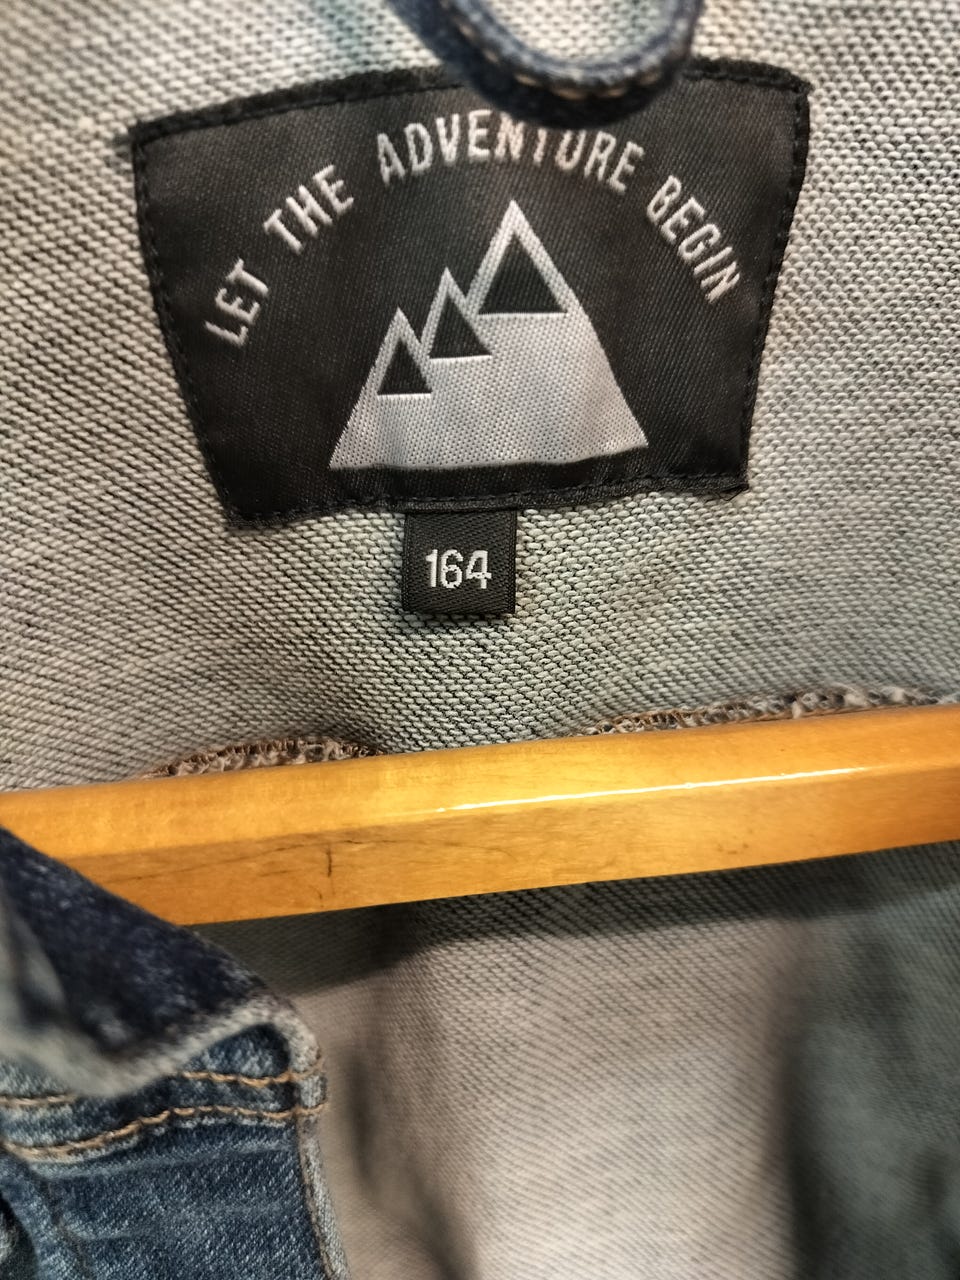 LET THE ADVENTURE BEGIN
164